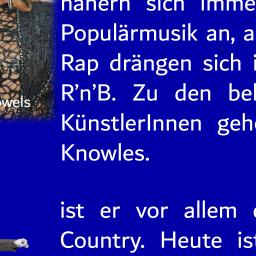 nähern sich imme
Populärmusik an, a
Rap drängen sich i
R'n'B. Zu den bel
KünstlerInnen geh
Knowles.
owels
ist er vor allem
Country. Heute ist